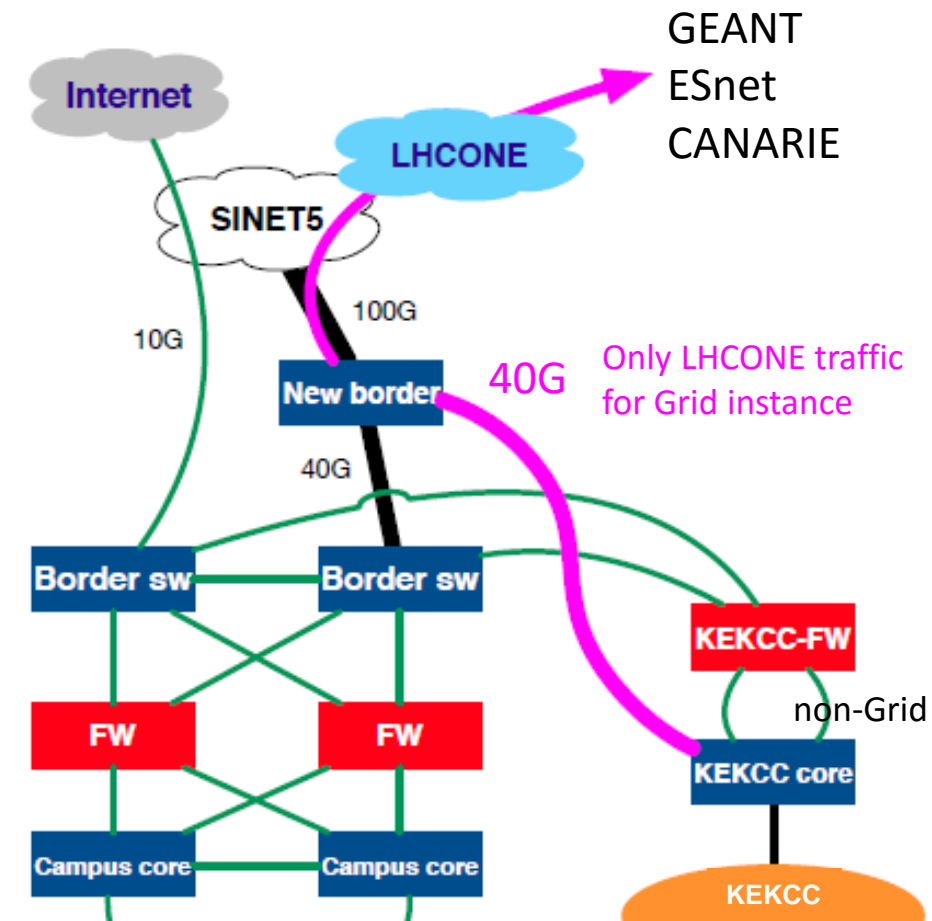 GEANT
ESnet
CANARIE
Internet
LHCONE
SINET5
100G
10G
New border
40G
Only LHCONE traffic
for Grid instance
40G
Border sw
Border sw
KEKCC-FW
non-Grid
FW
FW
KEKCC core
Campus core
Campus core
KEKCC